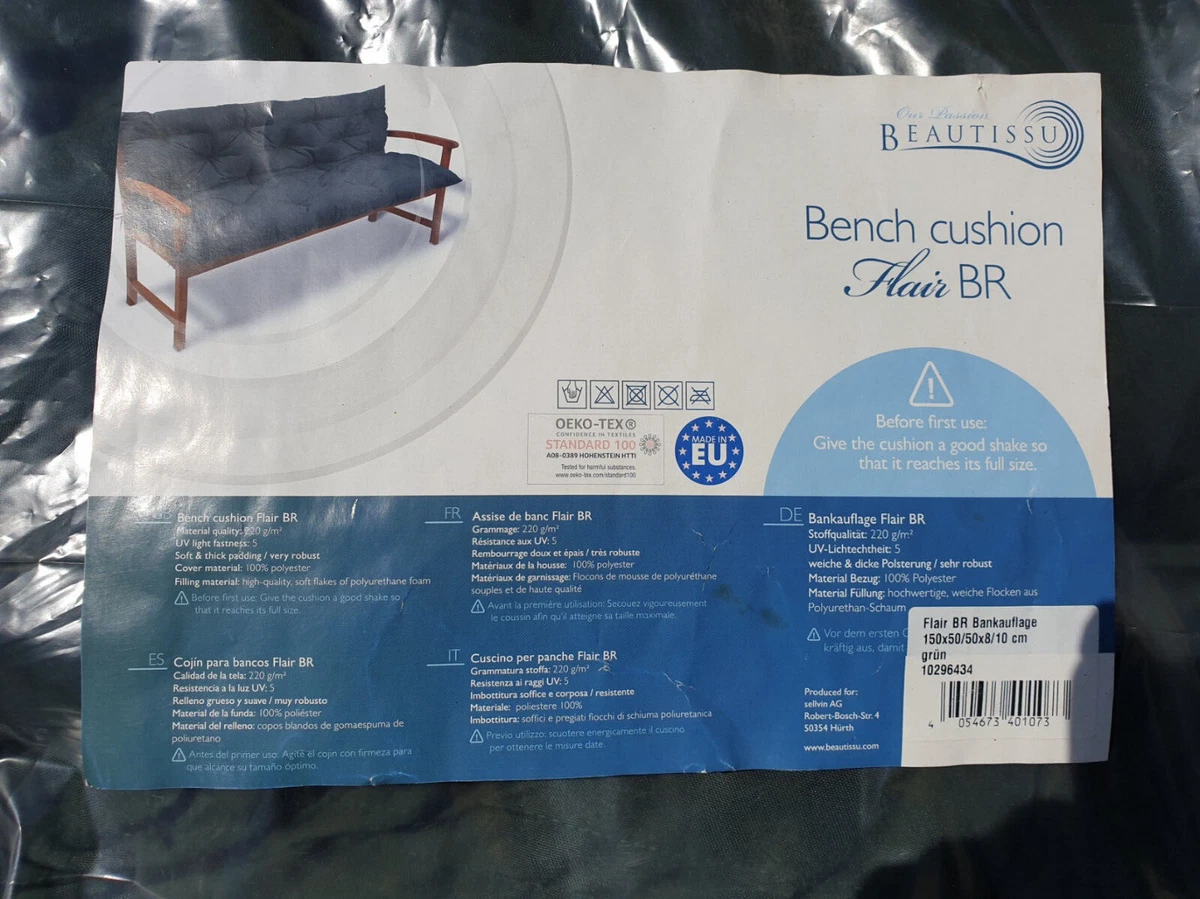 Our Passion
BEAUTISSU
Bench cushion
Flair BR
OEKO-TEX®
CONFIDENCE IN TEXTILES
STANDARD 100
A08-0389 HOHENSTEIN HTTI
Tested for harmful substances.
www.oeko-tex.com/standard100
MADE IN
EU
Before first use:
Give the cushion a good shake so
that it reaches its full size.
Bench cushion Flair BR
Material quality: 220 g/m²
UV light fastness: 5
Soft & thick padding / very robust
Cover material: 100% polyester
Filling material: high-quality, soft flakes of polyurethane foam
Before first use: Give the cushion a good shake so
that it reaches its full size.
FR
Assise de banc Flair BR
Grammage: 220 g/m²
Résistance aux UV: 5
Rembourrage doux et épais / très robuste
Matériaux de la housse: 100% polyester
Matériaux de garnissage: Flocons de mousse de polyuréthane
souples et de haute qualité
Avant la première utilisation: Secouez vigoureusement
le coussin afin qu'il atteigne sa taille maximale.
DE
Bankauflage Flair BR
Stoffqualität: 220 g/m²
UV-Lichtechtheit: 5
weiche & dicke Polsterung / sehr robust
Material Bezug: 100% Polyester
Material Füllung: hochwertige, weiche Flocken aus
Polyurethan-Schaum
Vor dem ersten
kräftig aus, damit
ES
Cojín para bancos Flair BR
Calidad de la tela: 220 g/m²
Resistencia a la luz UV: 5
Relleno grueso y suave / muy robusto
Material de la funda: 100% poliéster
Material del relleno: copos blandos de gomaespuma de
poliuretano
Antes del primer uso: Agite el cojín con firmeza para
que alcance su tamaño óptimo.
IT
Cuscino per panche Flair BR
Grammatura stoffa: 220 g/m²
Resistenza ai raggi UV: 5
Imbottitura soffice e corposa / resistente
Materiale: poliestere 100%
Imbottitura: soffici e pregiati fiocchi di schiuma poliuretanica
Previo utilizzo: scuotere energicamente il cuscino
per ottenere le misure date.
Produced for:
sellvin AG
Robert-Bosch-Str. 4
50354 Hürth
www.beautissu.com
Flair BR Bankauflage
150x50/50x8/10 cm
grün
10296434
4 054673 401073